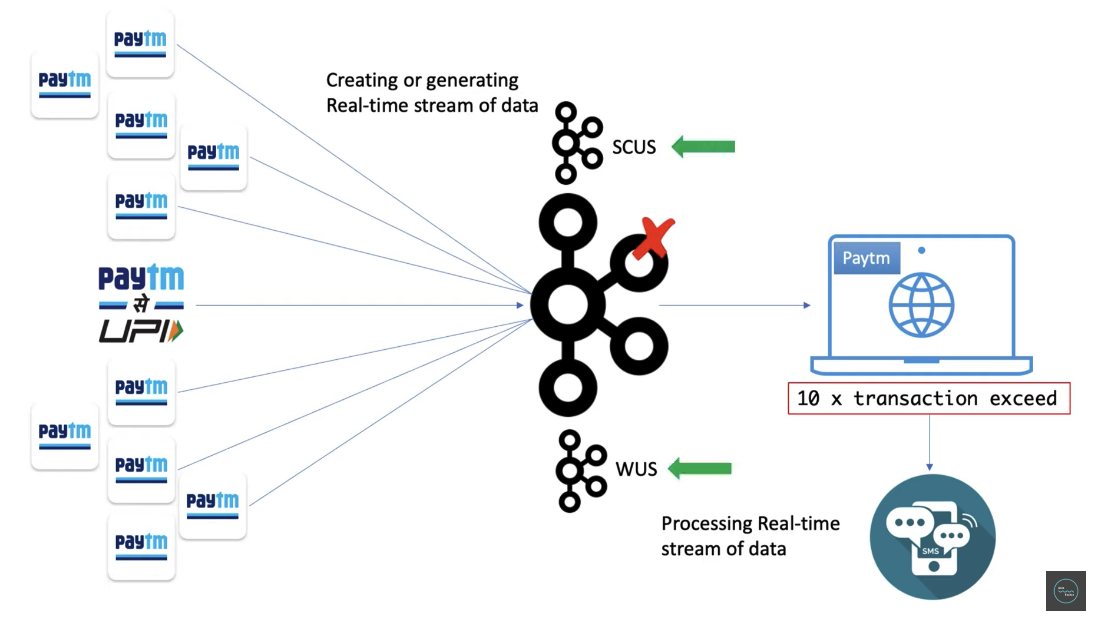 paytm
paytm
paytm
paytm
paytm
Creating or generating
Real-time stream of data
SCUS
paytm
से
UPI
Paytm
10 x transaction exceed
paytm
paytm
paytm
paytm
paytm
WUS
Processing Real-time
stream of data
SMS